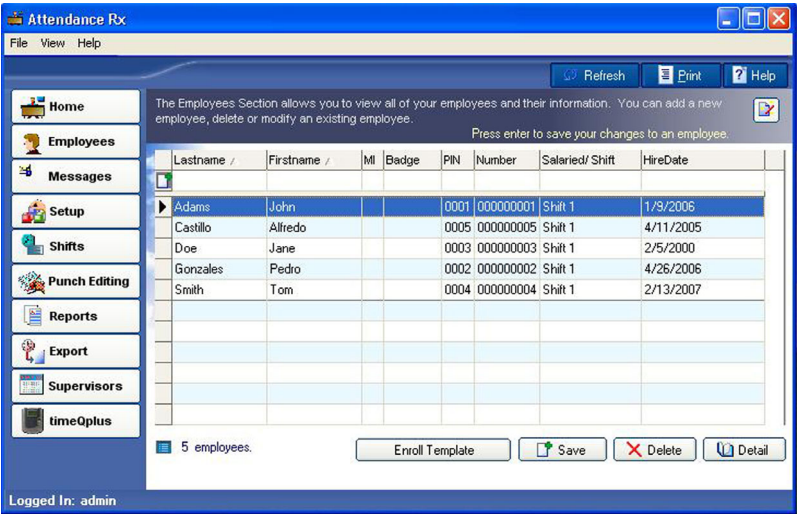 Attendance Rx
File View Help
Refresh Print Help
Home
Employees
Messages
Setup
Shifts
Punch Editing
Reports
Export
Supervisors
timeQplus
The Employees Section allows you to view all of your employees and their information. You can add a new
employee, delete or modify an existing employee.
Press enter to save your changes to an employee.
Lastname Firstname MI Badge PIN Number Salaried/ Shift HireDate
Adams John 0001 000000001 Shift 1 1/9/2006
Castillo Alfredo 0005 000000005 Shift 1 4/11/2005
Doe Jane 0003 000000003 Shift 1 2/5/2000
Gonzales Pedro 0002 000000002 Shift 1 4/26/2006
Smith Tom 0004 000000004 Shift 1 2/13/2007
5 employees.
Enroll Template Save Delete Detail
Logged In: admin